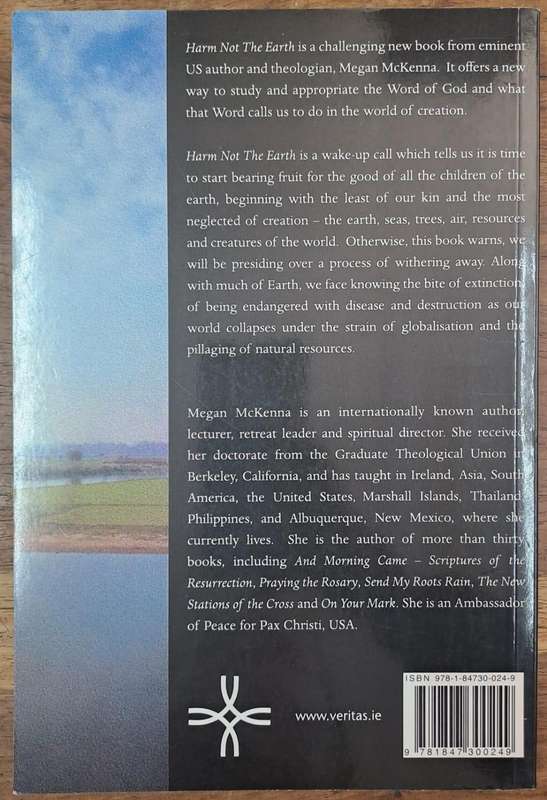 Harm Not The Earth is a challenging new book from eminent
US author and theologian, Megan McKenna. It offers a new
way to study and appropriate the Word of God and what
that Word calls us to do in the world of creation.
Harm Not The Earth is a wake-up call which tells us it is time
to start bearing fruit for the good of all the children of the
earth, beginning with the least of our kin and the most
neglected of creation – the earth, seas, trees, air, resources
and creatures of the world. Otherwise, this book warns, we
will be presiding over a process of withering away. Along
with much of Earth, we face knowing the bite of extinction,
of being endangered with disease and destruction as our
world collapses under the strain of globalisation and the
pillaging of natural resources.
Megan McKenna is an internationally known author,
lecturer, retreat leader and spiritual director. She received
her doctorate from the Graduate Theological Union in
Berkeley, California, and has taught in Ireland, Asia, South
America, the United States, Marshall Islands, Thailand,
Philippines, and Albuquerque, New Mexico, where she
currently lives. She is the author of more than thirty
books, including And Morning Came – Scriptures of the
Resurrection, Praying the Rosary, Send My Roots Rain, The New
Stations of the Cross and On Your Mark. She is an Ambassador
of Peace for Pax Christi, USA.
www.veritas.ie
ISBN 978-1-84730-024-9
9 781847 300249